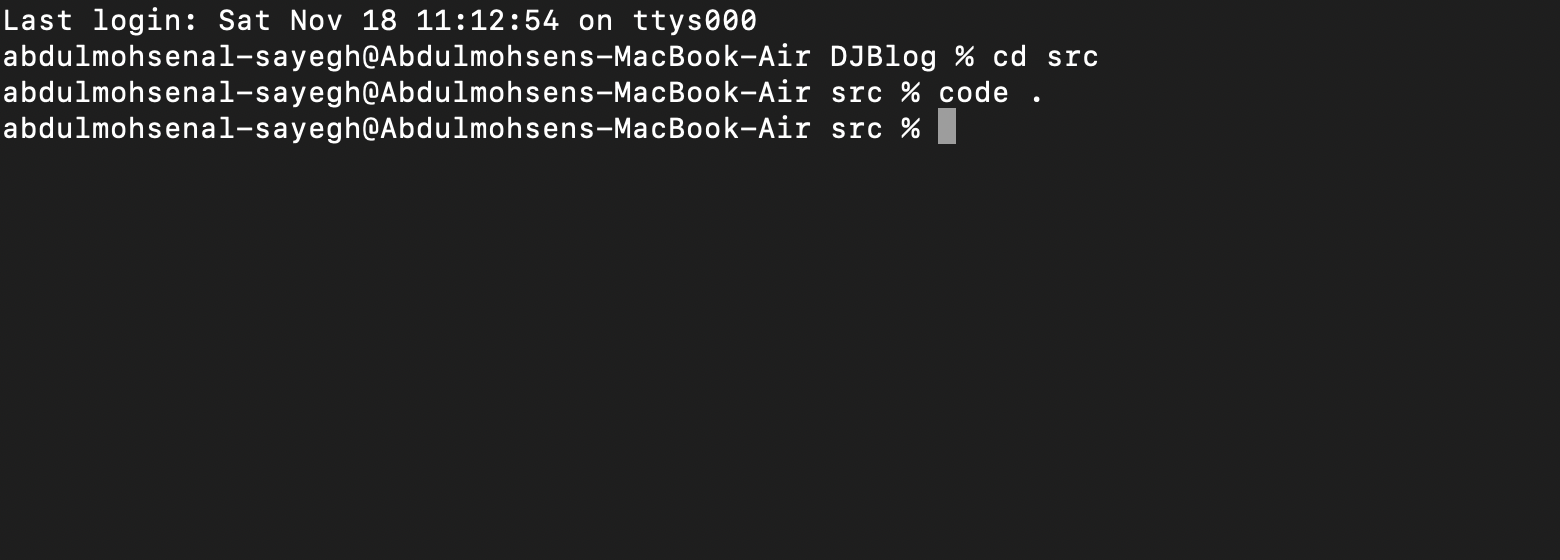 Last login: Sat Nov 18 11:12:54 on ttys000
abdulmohsenal-sayegh@Abdulmohsens-MacBook-Air DJBlog % cd src
abdulmohsenal-sayegh@Abdulmohsens-MacBook-Air src % code .
abdulmohsenal-sayegh@Abdulmohsens-MacBook-Air src %